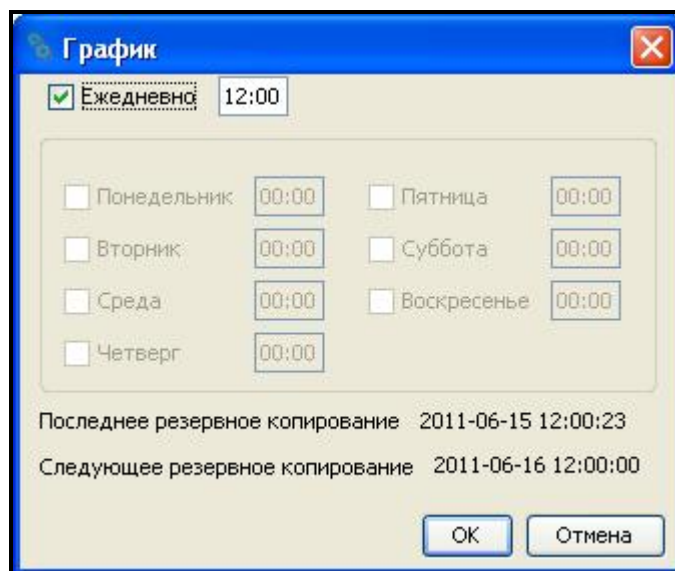 График
Ежедневно 12:00
Понедельник 00:00 Пятница 00:00
Вторник 00:00 Суббота 00:00
Среда 00:00 Воскресенье 00:00
Четверг 00:00
Последнее резервное копирование 2011-06-15 12:00:23
Следующее резервное копирование 2011-06-16 12:00:00
OK Отмена